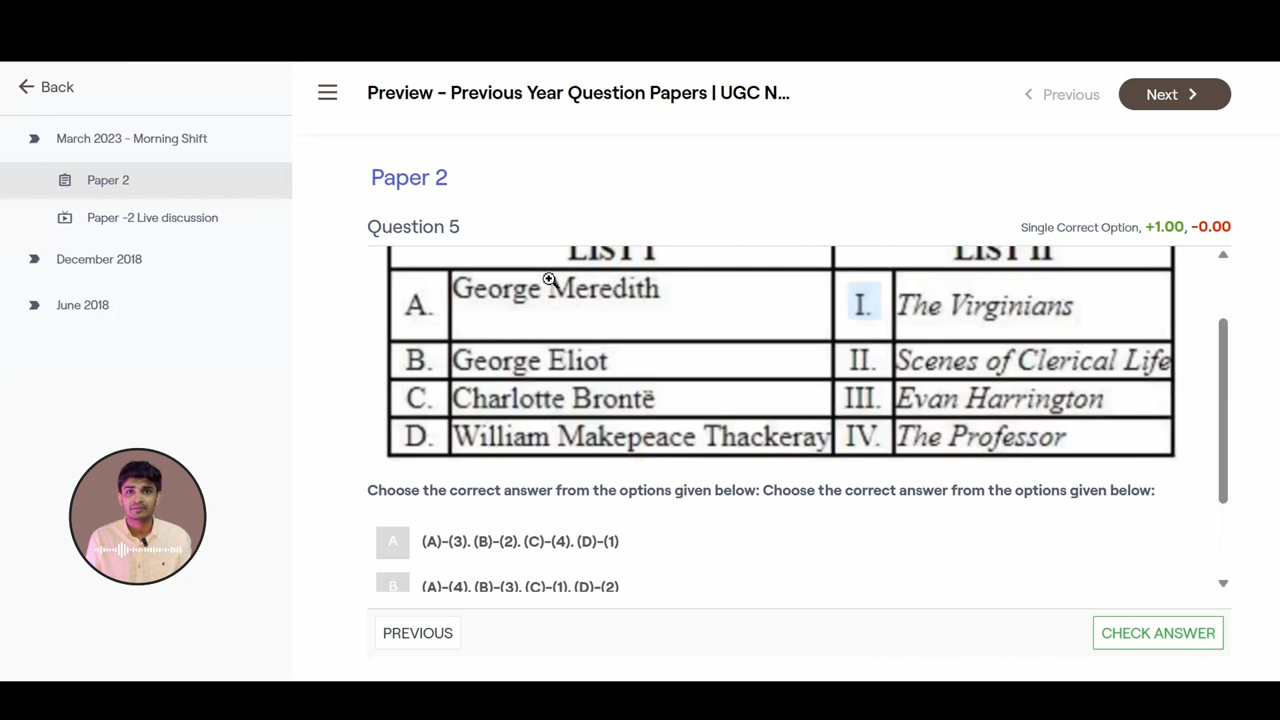 Back
Preview - Previous Year Question Papers | UGC N...
Previous
Next
March 2023 - Morning Shift
Paper 2
Paper -2 Live discussion
December 2018
June 2018
Paper 2
Question 5
Single Correct Option, +1.00, -0.00
LIST I LIST II
A. George Meredith I. The Virginians
B. George Eliot II. Scenes of Clerical Life
C. Charlotte Brontë III. Evan Harrington
D. William Makepeace Thackeray IV. The Professor
Choose the correct answer from the options given below: Choose the correct answer from the options given below:
A (A)-(3). (B)-(2). (C)-(4). (D)-(1)
B (A)-(4). (B)-(3). (C)-(1). (D)-(2)
PREVIOUS
CHECK ANSWER